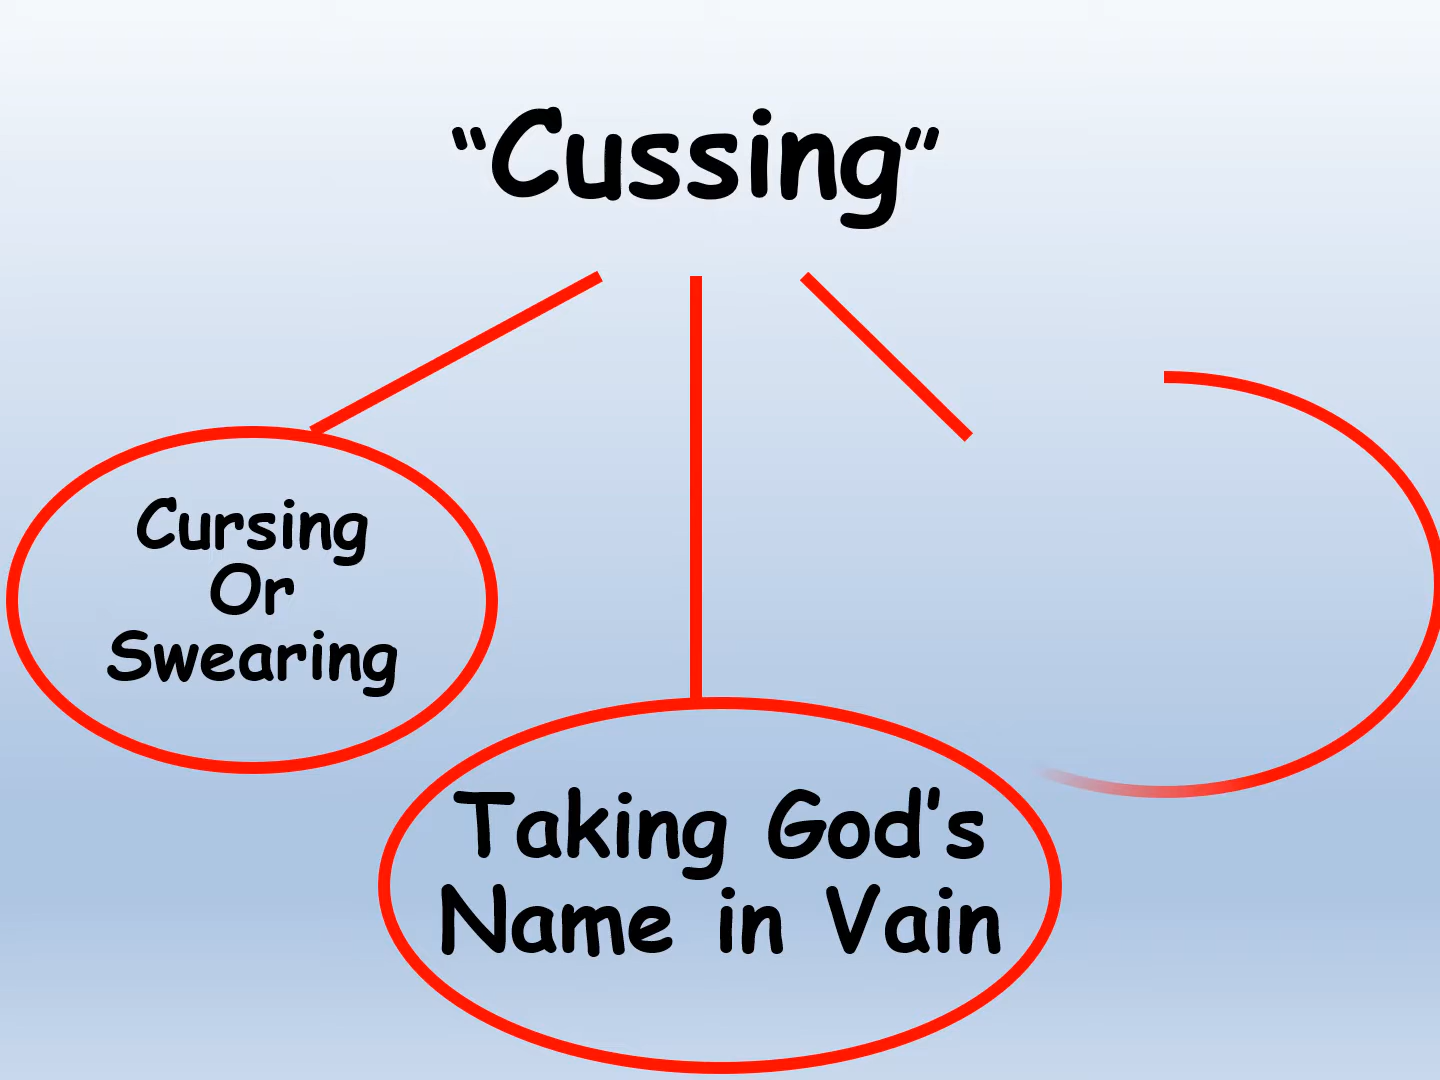 “Cussing”
Cursing
Or
Swearing
Taking God’s
Name in Vain